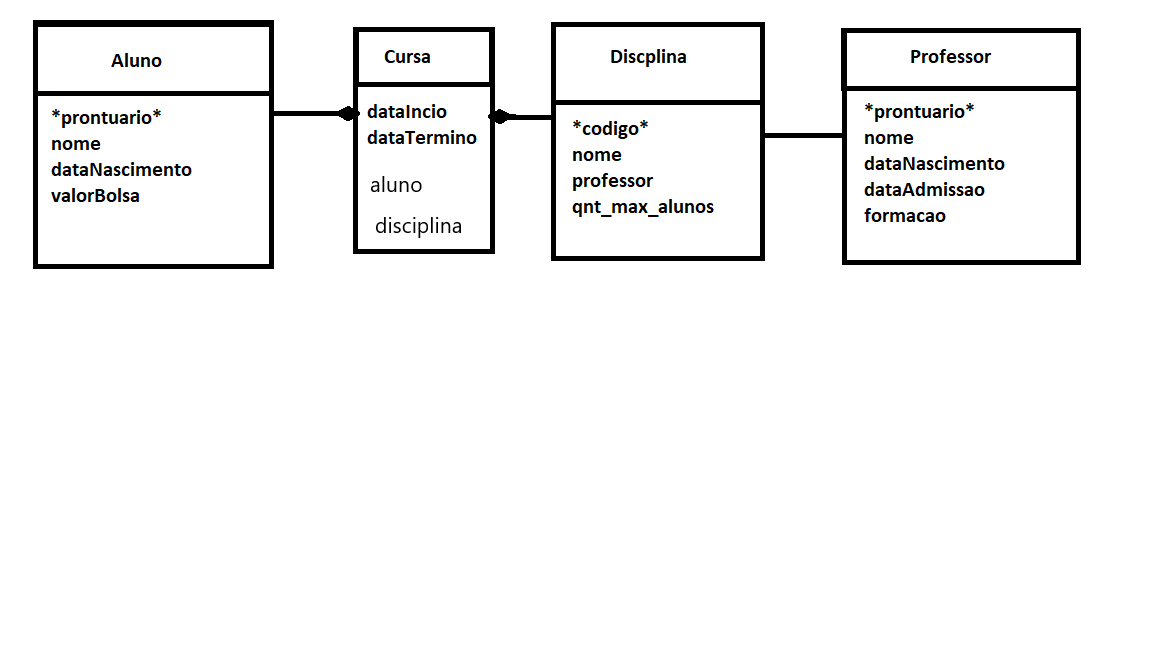 Aluno
*prontuario*
nome
dataNascimento
valorBolsa
Cursa
dataIncio
dataTermino
aluno
disciplina
Discplina
*codigo*
nome
professor
qnt_max_alunos
Professor
*prontuario*
nome
dataNascimento
dataAdmissao
formacao